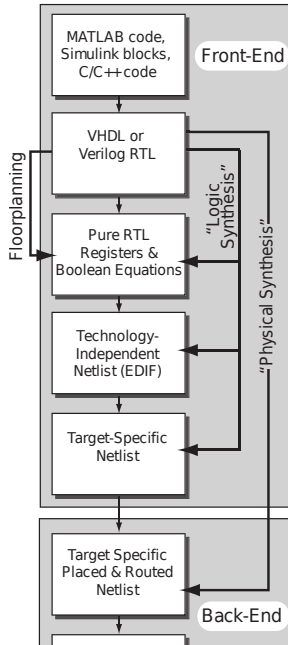 MATLAB code,
Simulink blocks,
C/C++ code
Front-End
VHDL or
Verilog RTL
Floorplanning
"Logic
Synthesis"
"Physical Synthesis"
Pure RTL
Registers &
Boolean Equations
Technology-
Independent
Netlist (EDIF)
Target-Specific
Netlist
Target Specific
Placed & Routed
Netlist
Back-End